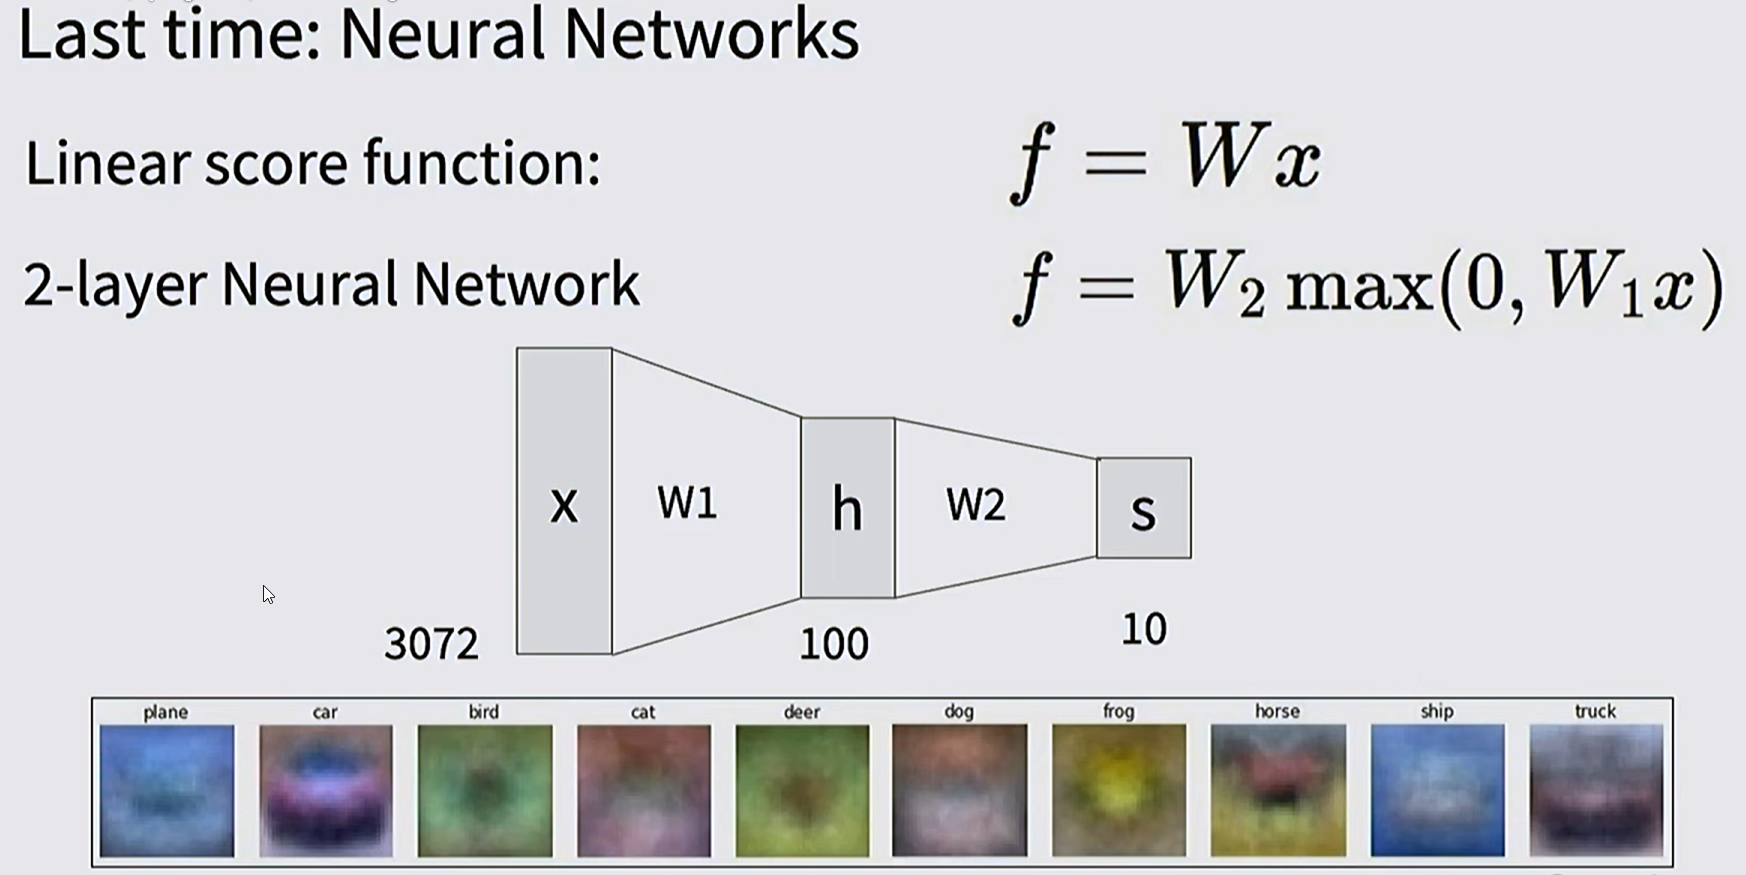 Last time: Neural Networks
Linear score function: f = Wx
2-layer Neural Network f = W₂ max(0, W₁x)
x W1 h W2 s
3072 100 10
plane car bird cat deer dog frog horse ship truck